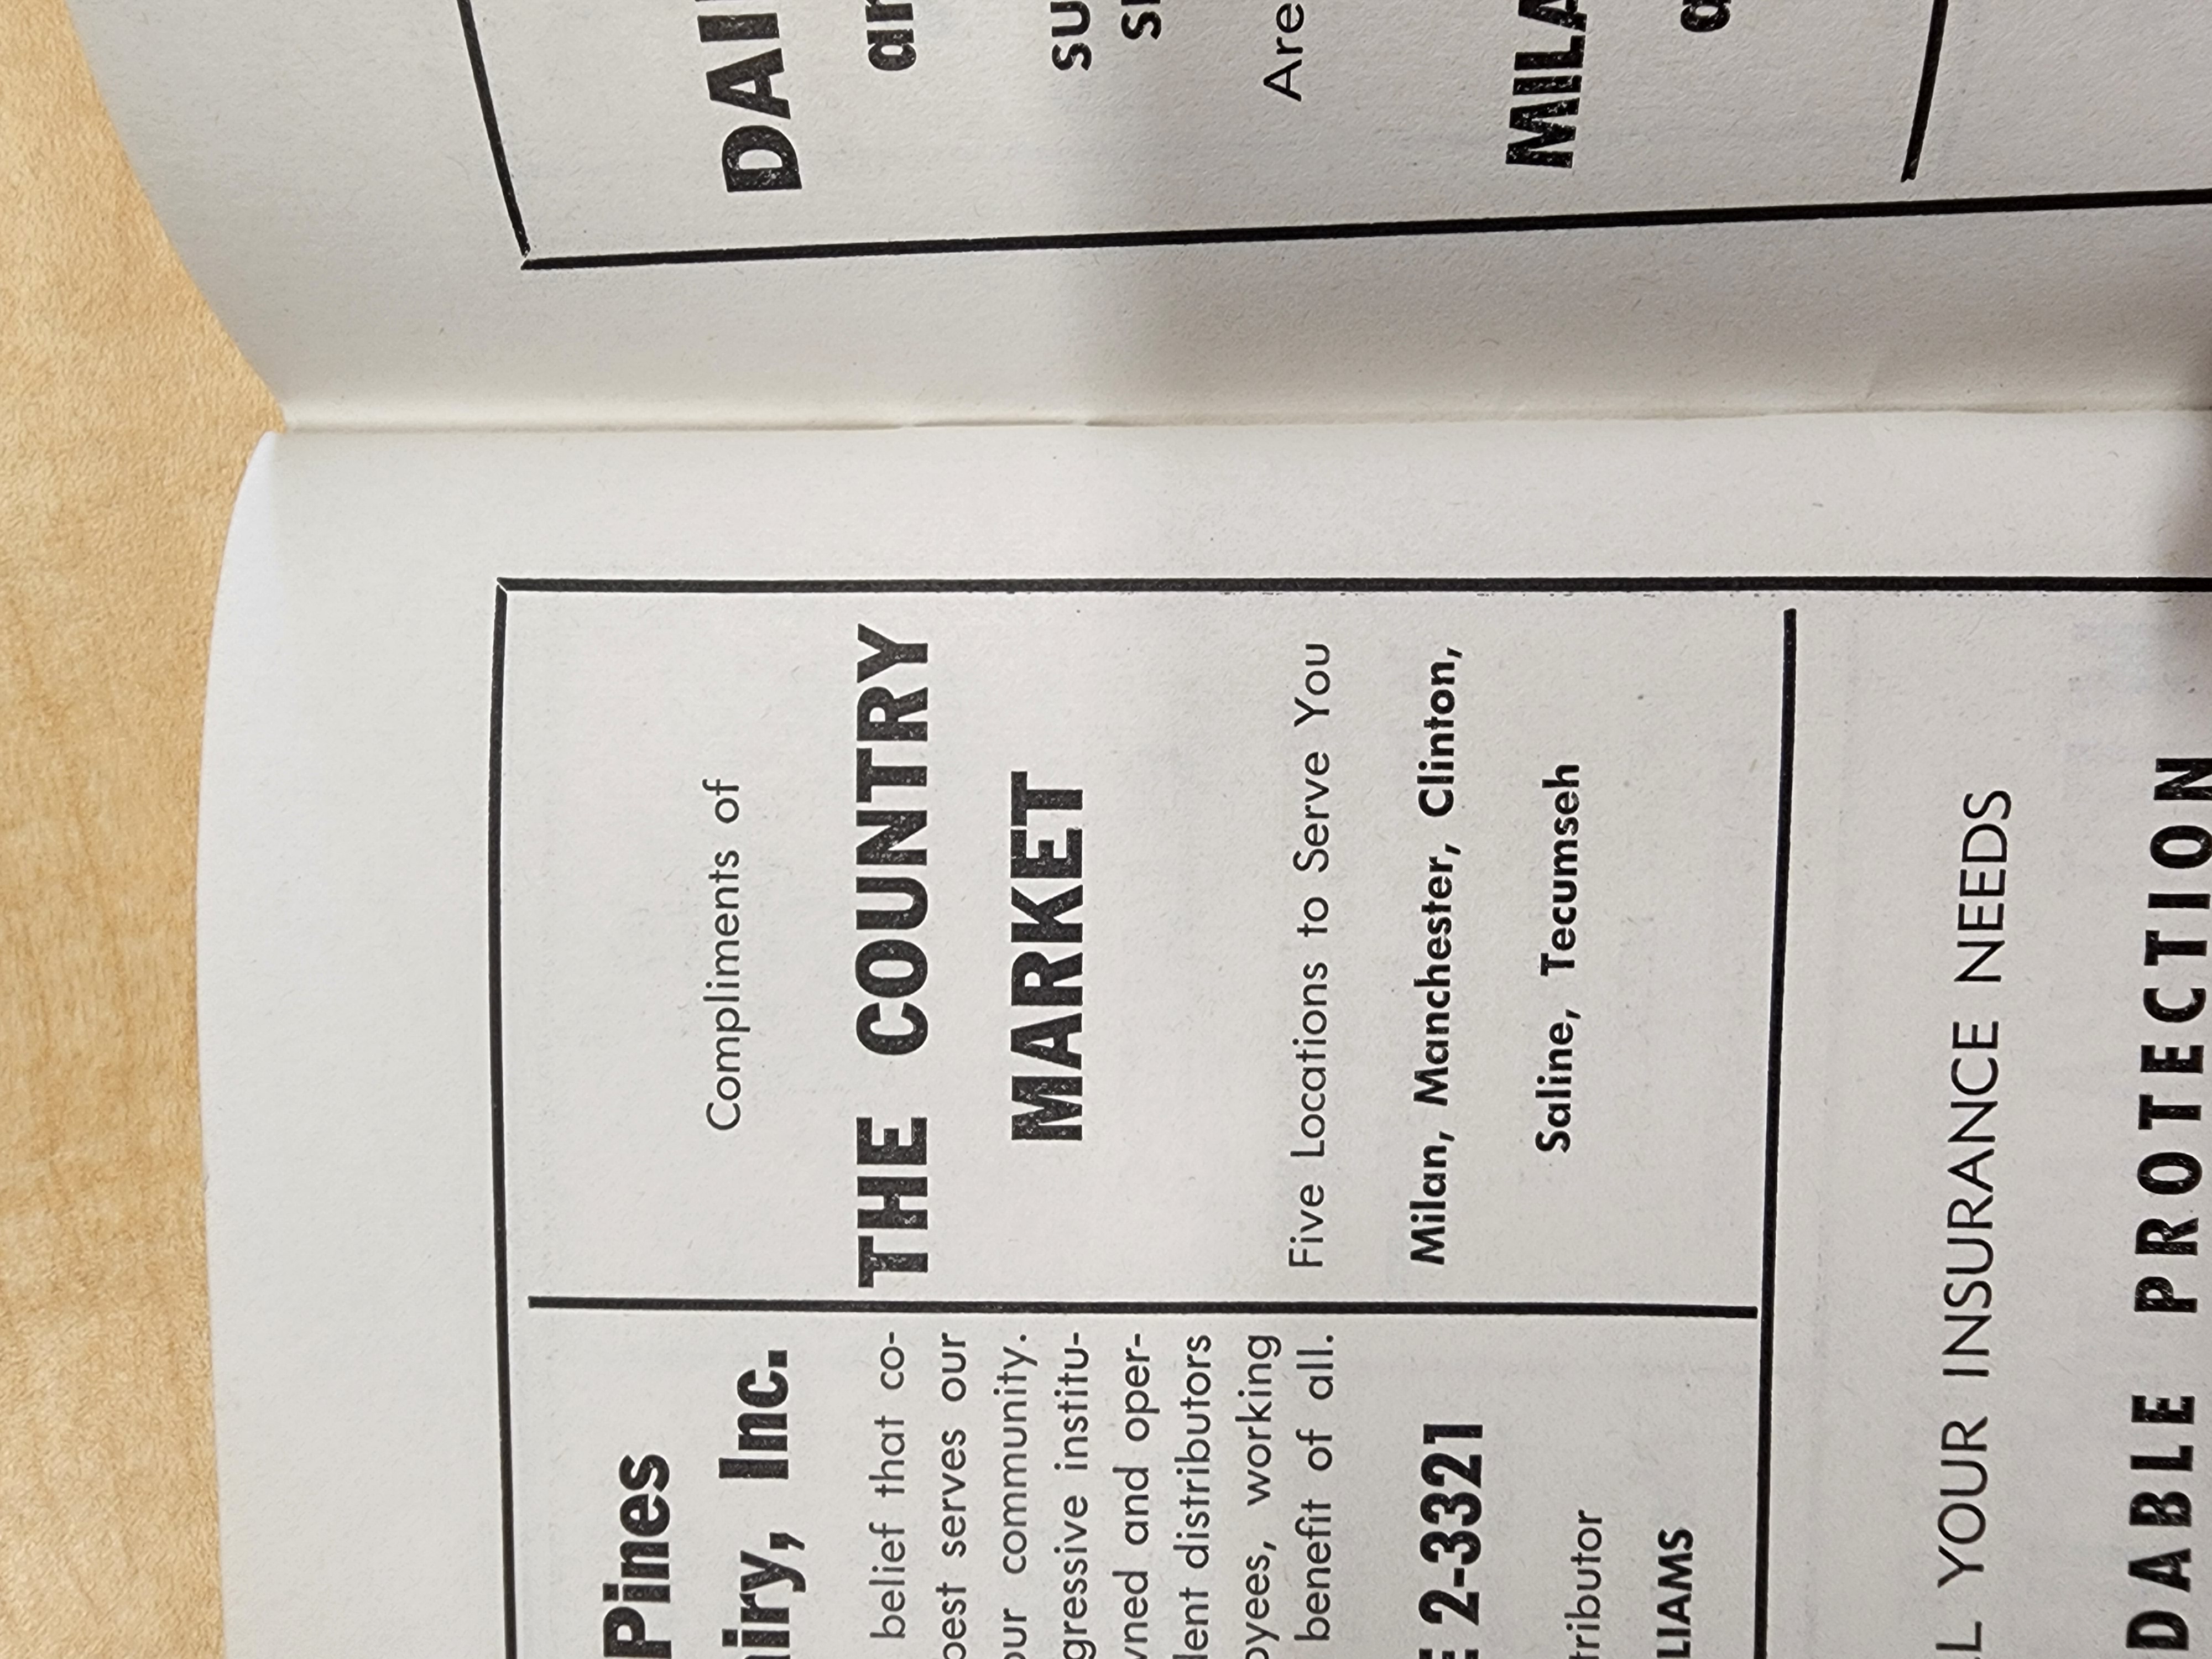 Pines
Inc.
belief that co-
best serves our
our community.
institu-
and oper-
distributors
working
benefit of all.
2-3321
Compliments of
THE COUNTRY
MARKET
Five Locations to Serve You
Milan, Manchester, Clinton,
Saline, Tecumseh
YOUR INSURANCE NEEDS
PROTECTION
Are